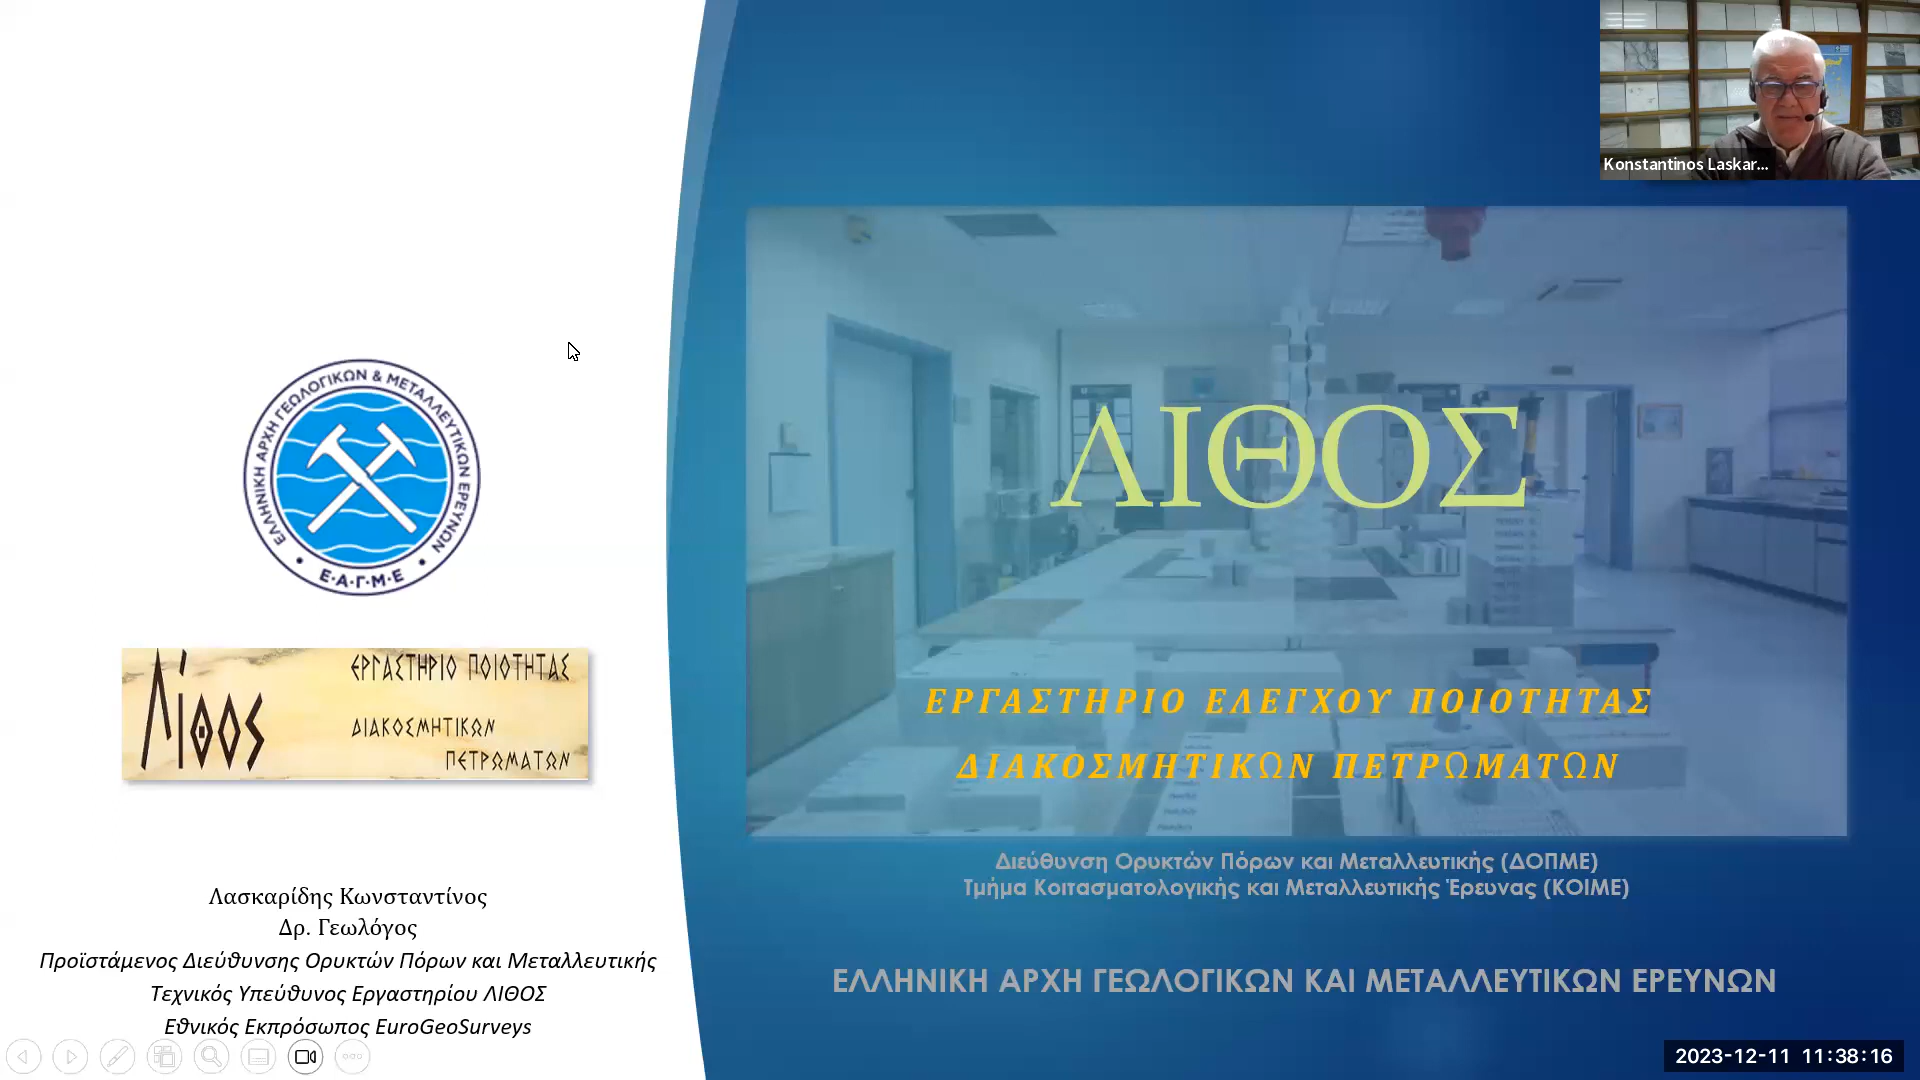 Konstantinos Laskar...
ΕΛΛΗΝΙΚΗ ΑΡΧΗ ΓΕΩΛΟΓΙΚΩΝ & ΜΕΤΑΛΛΕΥΤΙΚΩΝ ΕΡΕΥΝΩΝ
• Ε·Α·Γ·Μ·Ε •
Λίθος
ΕΡΓΑΣΤΗΡΙΟ ΠΟΙΟΤΗΤΑΣ
ΔΙΑΚΟΣΜΗΤΙΚΩΝ
ΠΕΤΡΩΜΑΤΩΝ
Λασκαρίδης Κωνσταντίνος
Δρ. Γεωλόγος
Προϊστάμενος Διεύθυνσης Ορυκτών Πόρων και Μεταλλευτικής
Τεχνικός Υπεύθυνος Εργαστηρίου ΛΙΘΟΣ
Εθνικός Εκπρόσωπος EuroGeoSurveys
ΛΙΘΟΣ
ΕΡΓΑΣΤΗΡΙΟ ΕΛΕΓΧΟΥ ΠΟΙΟΤΗΤΑΣ
ΔΙΑΚΟΣΜΗΤΙΚΩΝ ΠΕΤΡΩΜΑΤΩΝ
Διεύθυνση Ορυκτών Πόρων και Μεταλλευτικής (ΔΟΠΜΕ)
Τμήμα Κοιτασματολογικής και Μεταλλευτικής Έρευνας (ΚΟΙΜΕ)
ΕΛΛΗΝΙΚΗ ΑΡΧΗ ΓΕΩΛΟΓΙΚΩΝ ΚΑΙ ΜΕΤΑΛΛΕΥΤΙΚΩΝ ΕΡΕΥΝΩΝ
2023-12-11 11:38:16